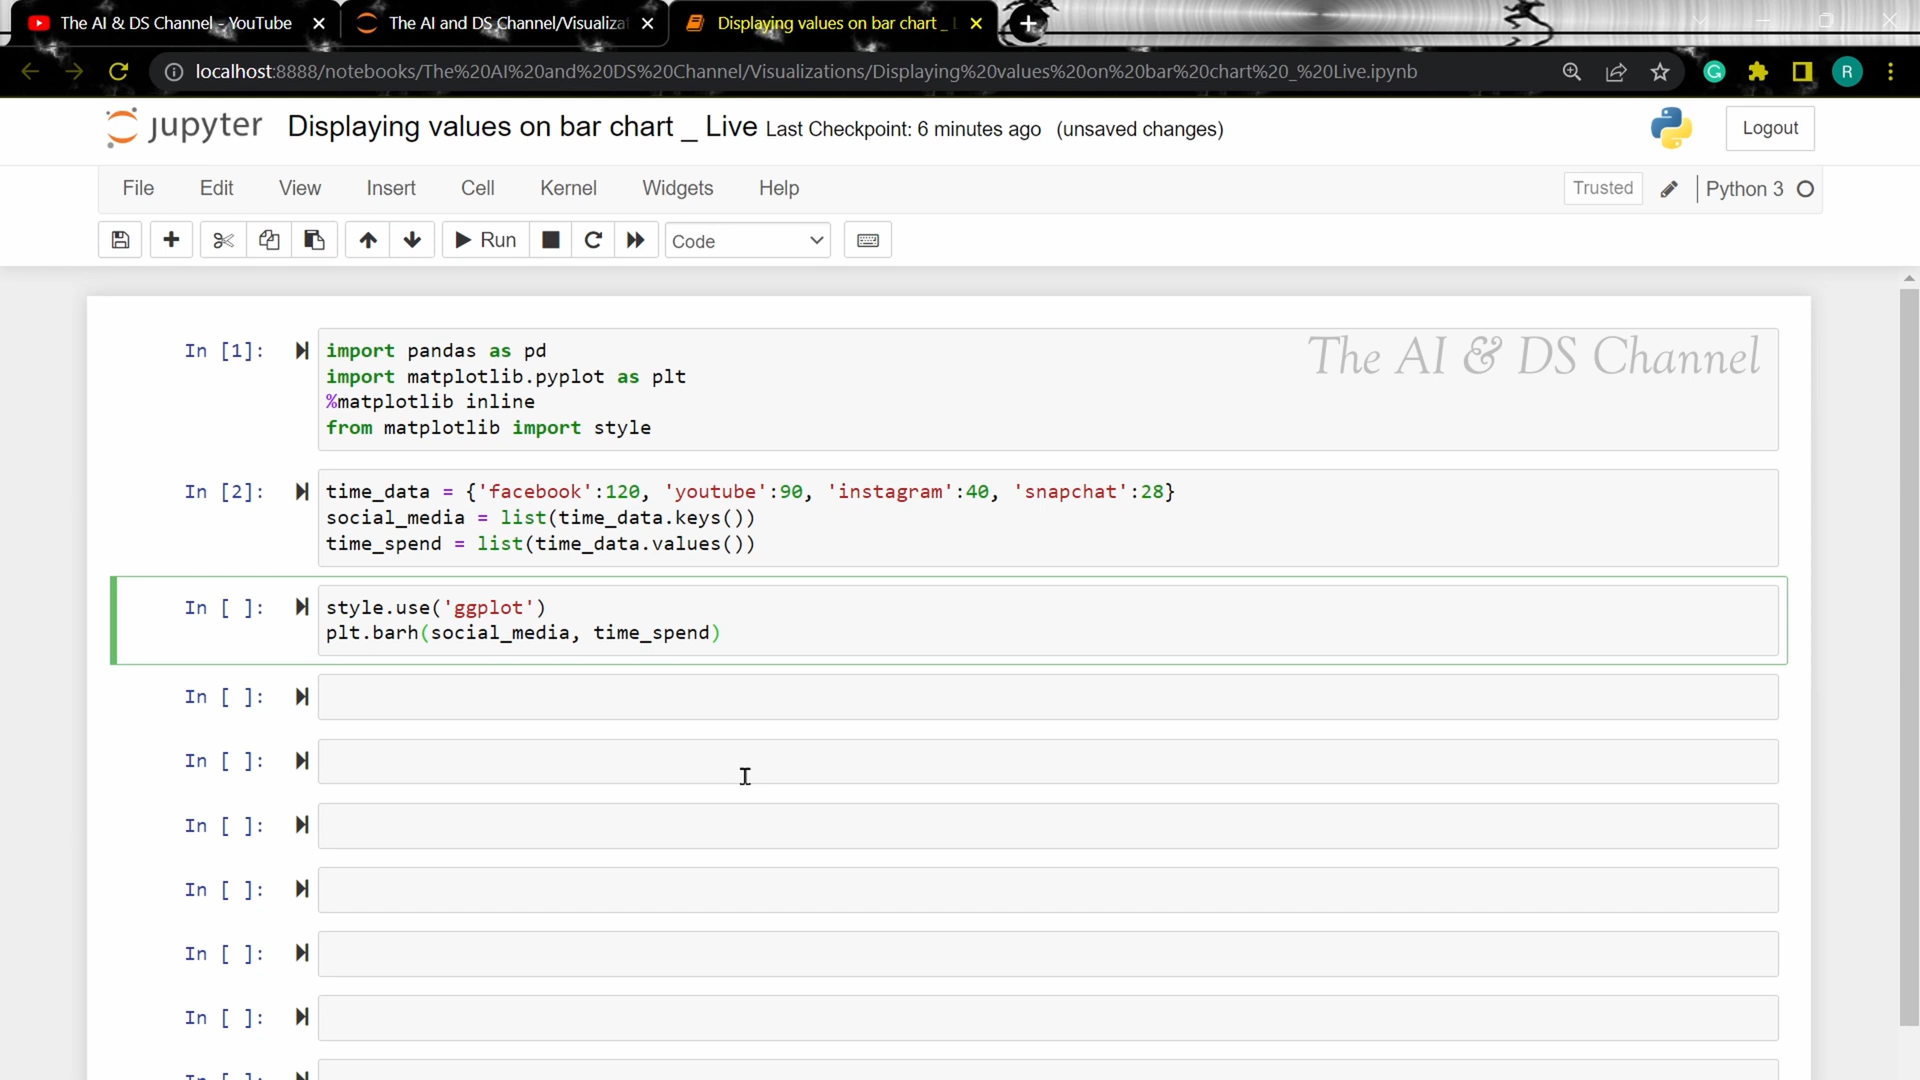 The AI & DS Channel - YouTube
The AI and DS Channel/Visualizat
Displaying values on bar chart _ L
localhost:8888/notebooks/The%20AI%20and%20DS%20Channel/Visualizations/Displaying%20values%20on%20bar%20chart%20_%20Live.ipynb
R
jupyter Displaying values on bar chart _ Live Last Checkpoint: 6 minutes ago (unsaved changes)
Logout
File Edit View Insert Cell Kernel Widgets Help
Trusted Python 3
Run Code
The AI & DS Channel
In [1]: import pandas as pd
import matplotlib.pyplot as plt
%matplotlib inline
from matplotlib import style
In [2]: time_data = {'facebook':120, 'youtube':90, 'instagram':40, 'snapchat':28}
social_media = list(time_data.keys())
time_spend = list(time_data.values())
In [ ]: style.use('ggplot')
plt.barh(social_media, time_spend)
In [ ]:
In [ ]:
In [ ]:
In [ ]:
In [ ]:
In [ ]: